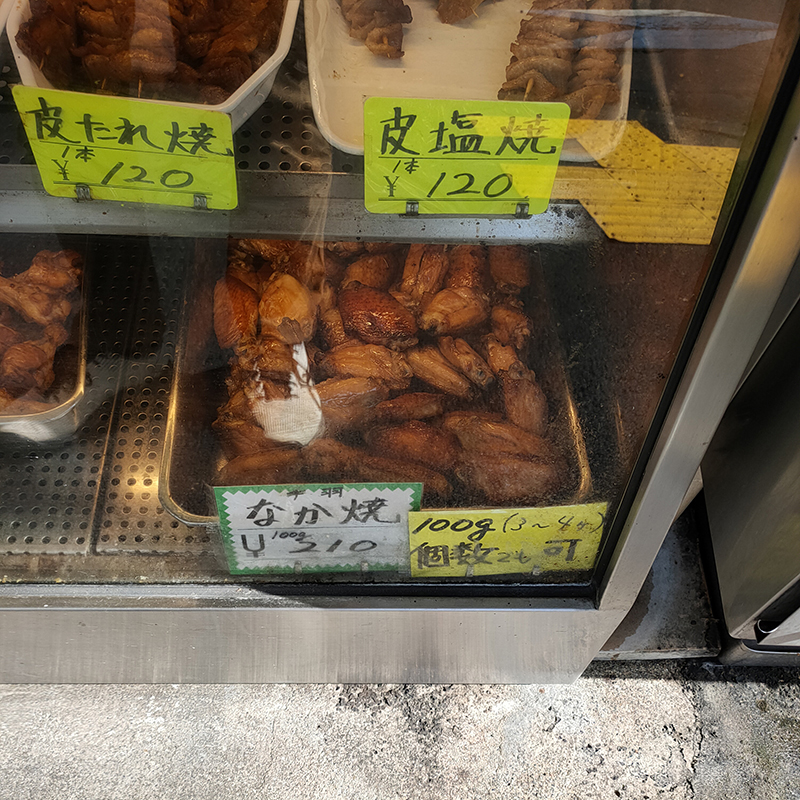 皮たれ焼
1本
¥ 120
皮塩焼
1本
¥ 120
手羽
なか焼
100g
¥ 210
100g (3〜4ケ)
個数でも可